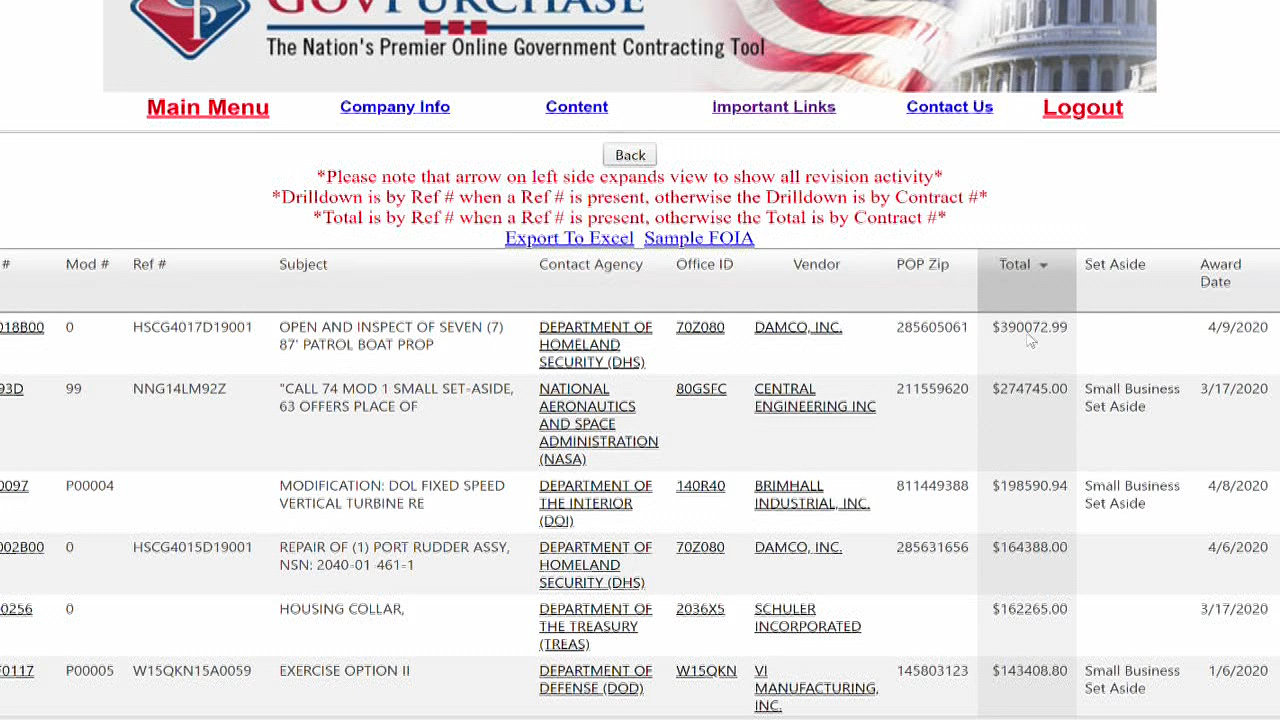 GOVPURCHASE
The Nation's Premier Online Government Contracting Tool
Main Menu Company Info Content Important Links Contact Us Logout
Back
*Please note that arrow on left side expands view to show all revision activity*
*Drilldown is by Ref # when a Ref # is present, otherwise the Drilldown is by Contract #*
*Total is by Ref # when a Ref # is present, otherwise the Total is by Contract #*
Export To Excel Sample FOIA
# Mod # Ref # Subject Contact Agency Office ID Vendor POP Zip Total Set Aside Award
Date
018B00 0 HSCG4017D19001 OPEN AND INSPECT OF SEVEN (7) DEPARTMENT OF 70Z080 DAMCO, INC. 285605061 $390072.99 4/9/2020
87' PATROL BOAT PROP HOMELAND
SECURITY (DHS)
93D 99 NNG14LM92Z "CALL 74 MOD 1 SMALL SET-ASIDE, NATIONAL 80GSFC CENTRAL 211559620 $274745.00 Small Business 3/17/2020
63 OFFERS PLACE OF AERONAUTICS ENGINEERING INC Set Aside
AND SPACE
ADMINISTRATION
(NASA)
0097 P00004 MODIFICATION: DOL FIXED SPEED DEPARTMENT OF 140R40 BRIMHALL 811449388 $198590.94 Small Business 4/8/2020
VERTICAL TURBINE RE THE INTERIOR INDUSTRIAL, INC. Set Aside
(DOI)
002B00 0 HSCG4015D19001 REPAIR OF (1) PORT RUDDER ASSY, DEPARTMENT OF 70Z080 DAMCO, INC. 285631656 $164388.00 4/6/2020
NSN: 2040-01-461-1 HOMELAND
SECURITY (DHS)
0256 0 HOUSING COLLAR, DEPARTMENT OF 2036X5 SCHULER $162265.00 3/17/2020
THE TREASURY INCORPORATED
(TREAS)
F0117 P00005 W15QKN15A0059 EXERCISE OPTION II DEPARTMENT OF W15QKN VI 145803123 $143408.80 Small Business 1/6/2020
DEFENSE (DOD) MANUFACTURING, Set Aside
INC.